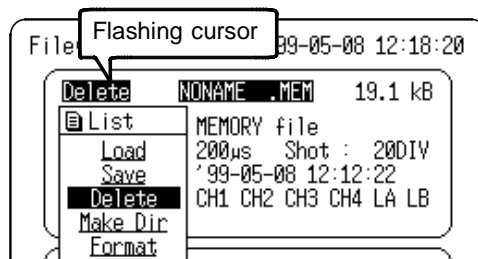 Flashing cursor
File
99-05-08 12:18:20
Delete NONAME .MEM 19.1 kB
List
Load
Save
Delete
Make Dir
Format
MEMORY file
200µs Shot : 20DIV
'99-05-08 12:12:22
CH1 CH2 CH3 CH4 LA LB